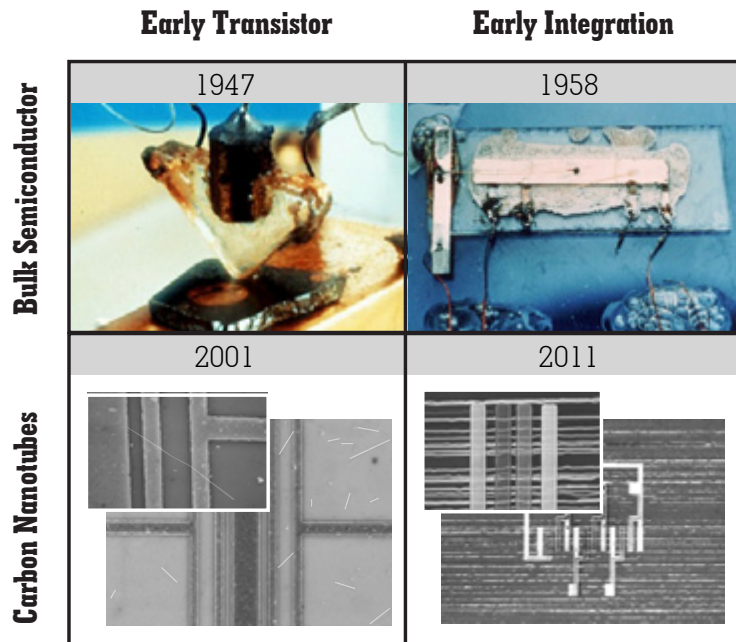 Early Transistor
Early Integration
Bulk Semiconductor
1947
1958
Carbon Nanotubes
2001
2011